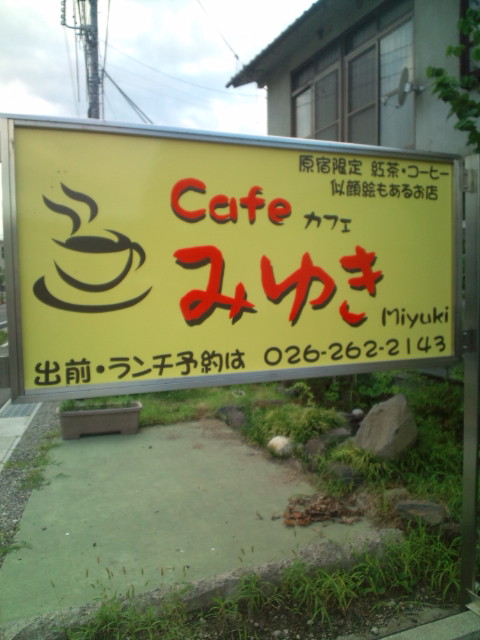 原宿限定 紅茶・コーヒー
似顔絵もあるお店
Cafe カフェ
みゆき
Miyuki
出前・ランチ予約は 026-262-2143